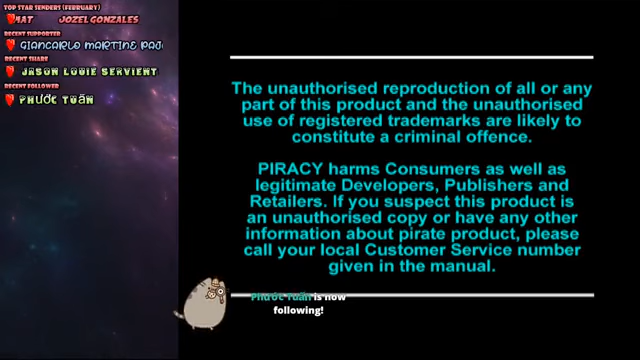 TOP STAR SENDERS (FEBRUARY)
JOZEL GONZALES
RECENT SUPPORTER
GIANCARLO MARTINE PAJ
RECENT SHARE
JASON LOUIE SERVIENT
RECENT FOLLOWED
PHƯỚC TUẤN
The unauthorised reproduction of all or any
part of this product and the unauthorised
use of registered trademarks are likely to
constitute a criminal offence.
PIRACY harms Consumers as well as
legitimate Developers, Publishers and
Retailers. If you suspect this product is
an unauthorised copy or have any other
information about pirate product, please
call your local Customer Service number
given in the manual.
Phước Tuấn is now
following!